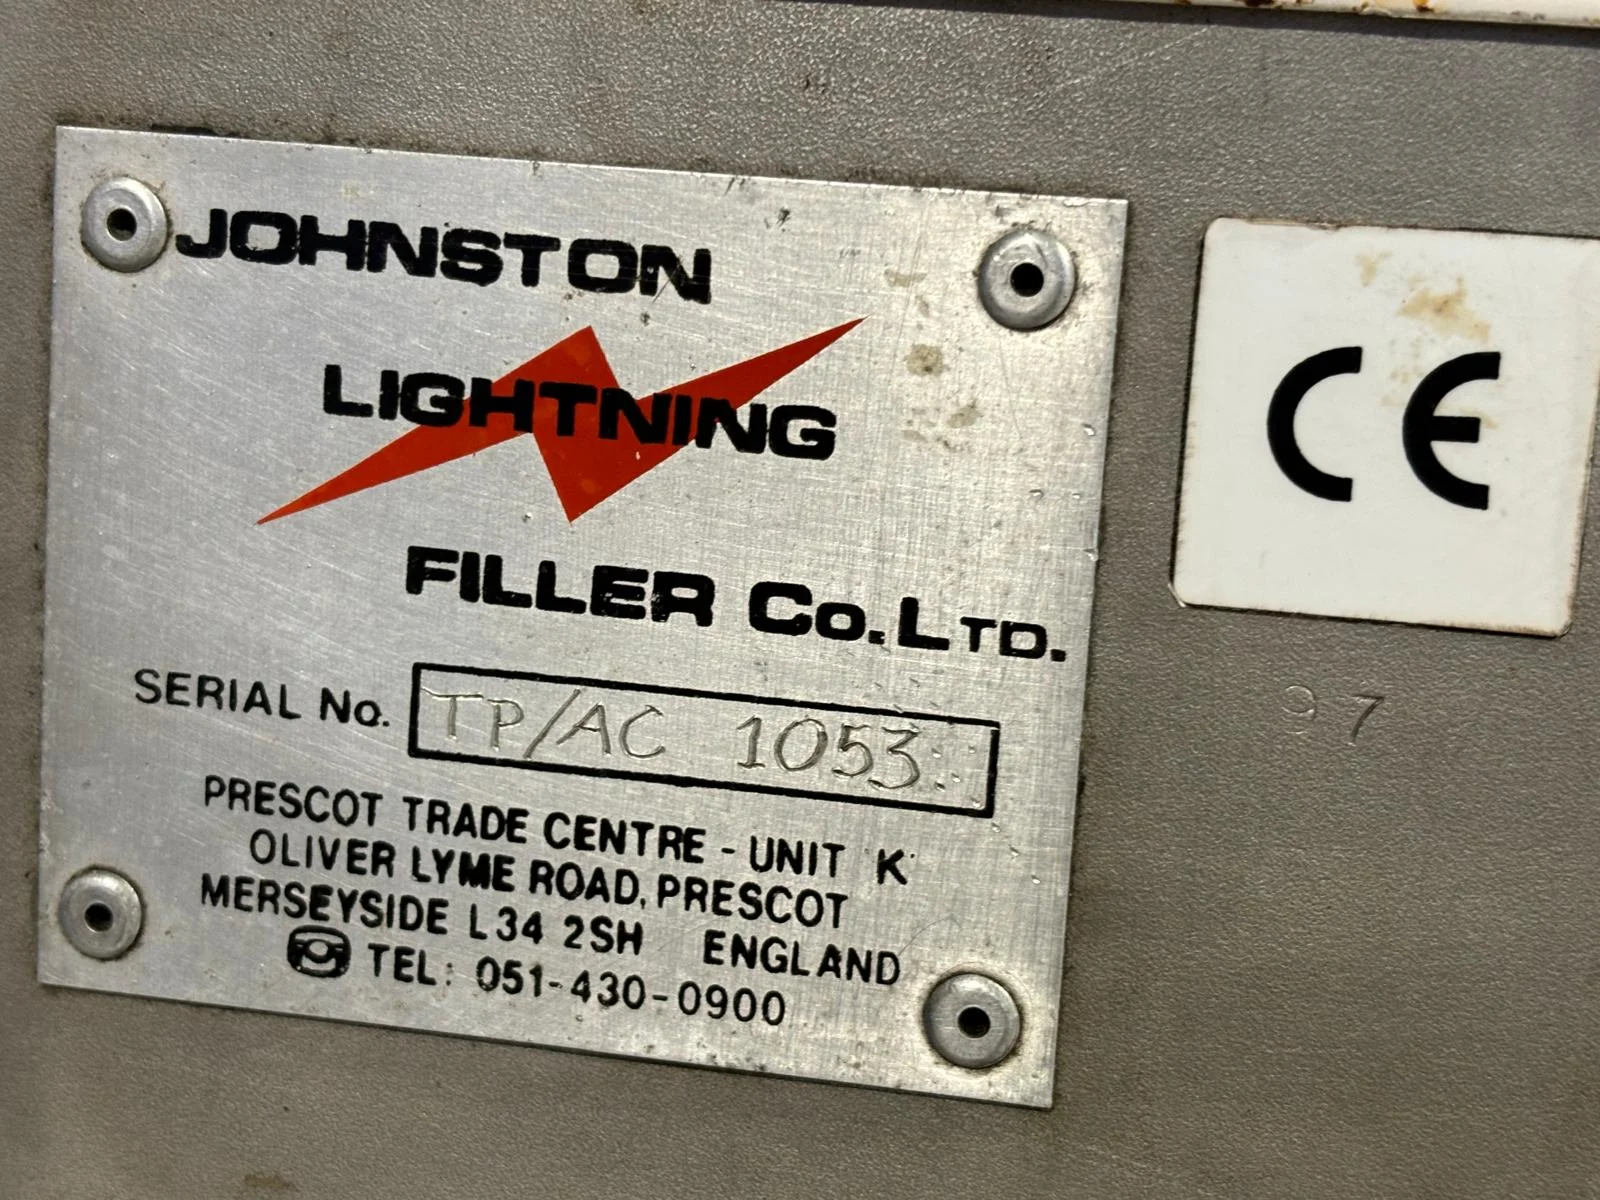 JOHNSTON
LIGHTNING
FILLER Co. LTD.
SERIAL No. TP/AC 1053
PRESCOT TRADE CENTRE - UNIT K
OLIVER LYME ROAD, PRESCOT
MERSEYSIDE L34 2SH ENGLAND
TEL: 051-430-0900
CE
97